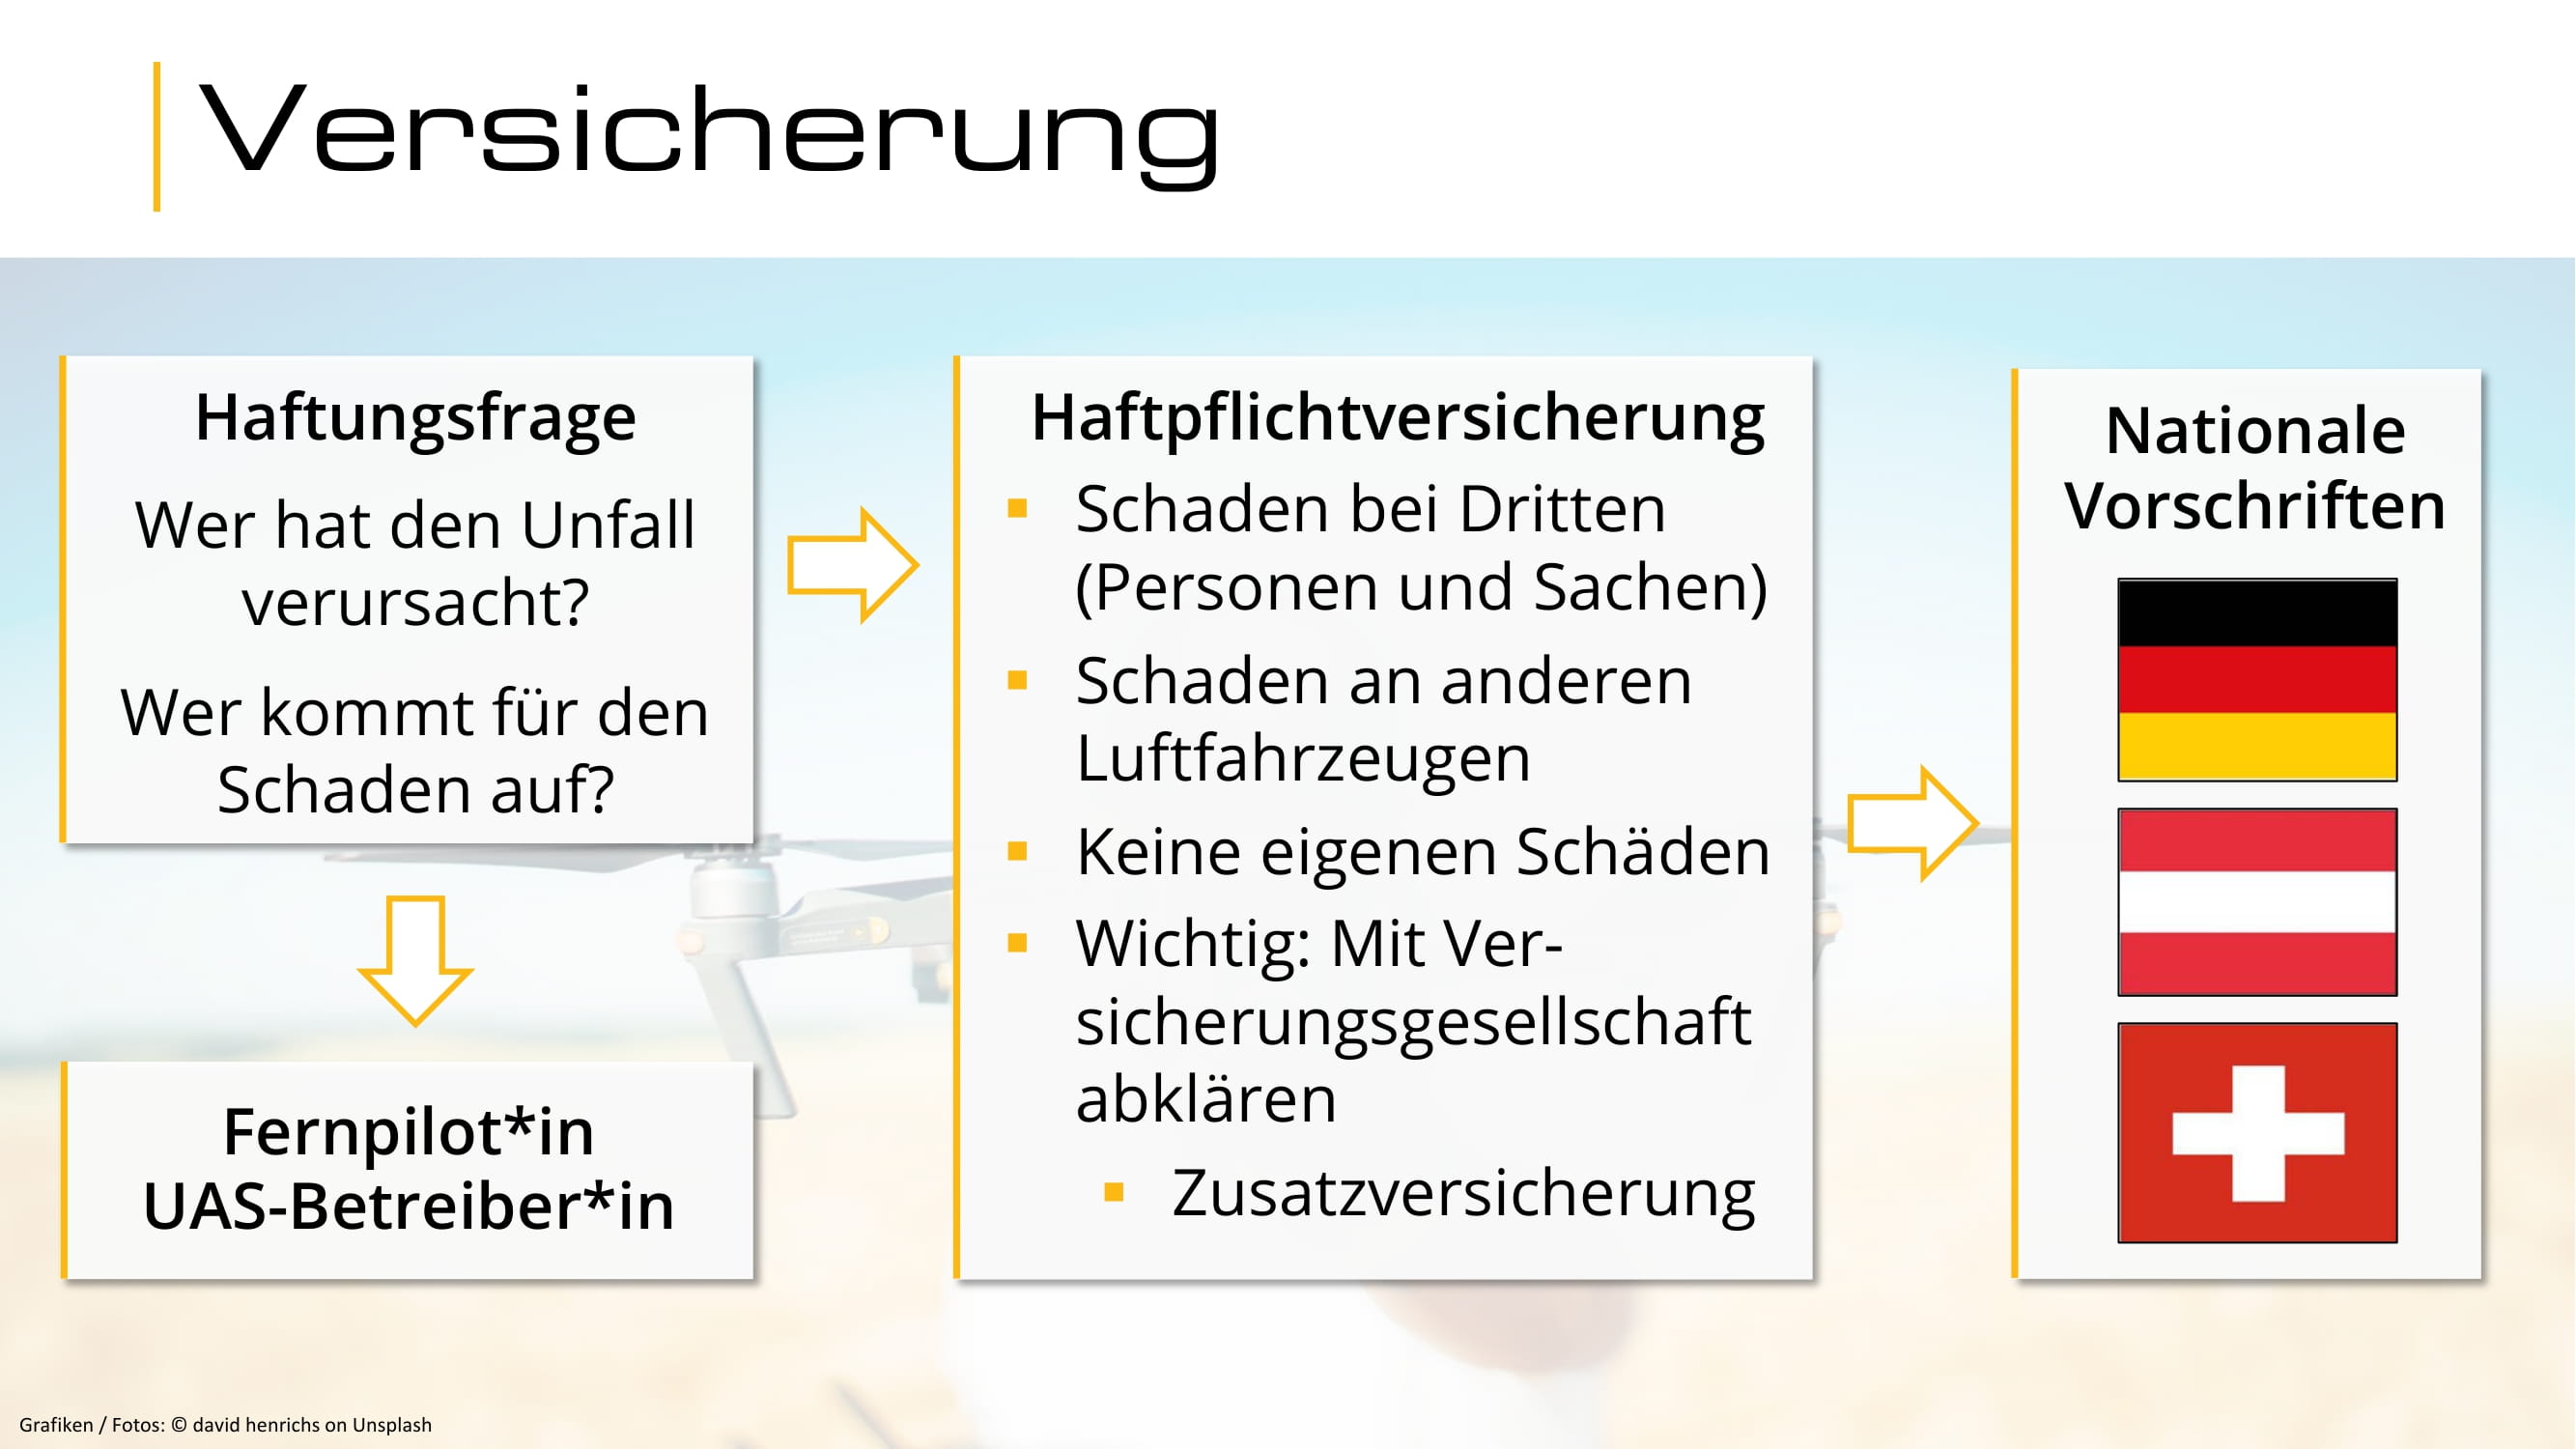 Versicherung
Haftungsfrage
Wer hat den Unfall
verursacht?
Wer kommt für den
Schaden auf?
Fernpilot*in
UAS-Betreiber*in
Haftpflichtversicherung
▪ Schaden bei Dritten
(Personen und Sachen)
▪ Schaden an anderen
Luftfahrzeugen
▪ Keine eigenen Schäden
▪ Wichtig: Mit Ver-
sicherungsgesellschaft
abklären
▪ Zusatzversicherung
Nationale
Vorschriften
Grafiken / Fotos: © david henrichs on Unsplash